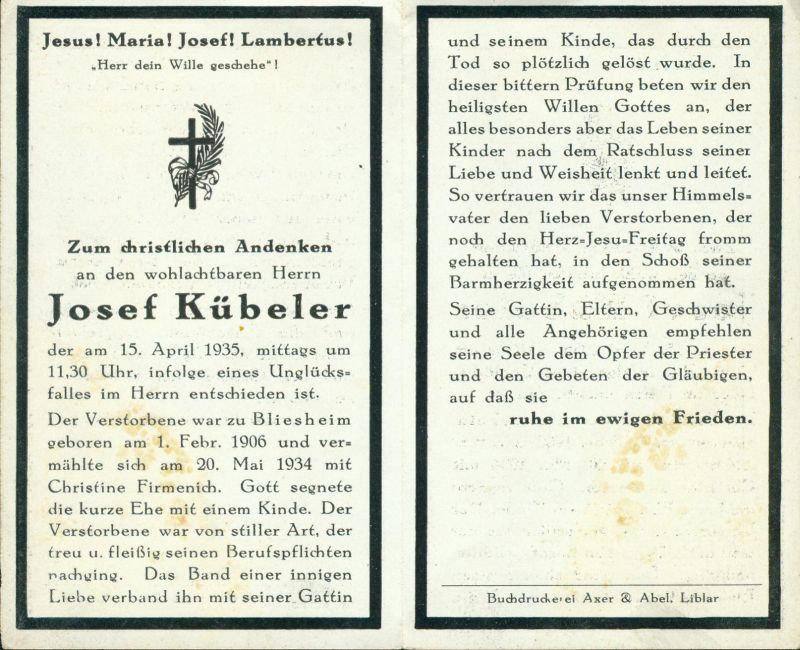 Jesus! Maria! Josef! Lambertus!
„Herr dein Wille geschehe"!
Zum christlichen Andenken
an den wohlachtbaren Herrn
Josef Kübeler
der am 15. April 1935, mittags um
11,30 Uhr, infolge eines Unglücks=
falles im Herrn entschieden ist.
Der Verstorbene war zu Bliesheim
geboren am 1. Febr. 1906 und ver=
mählte sich am 20. Mai 1934 mit
Christine Firmenich. Gott segnete
die kurze Ehe mit einem Kinde. Der
Verstorbene war von stiller Art, der
treu u. fleißig seinen Berufspflichten
nachging. Das Band einer innigen
Liebe verband ihn mit seiner Gattin
und seinem Kinde, das durch den
Tod so plötzlich gelöst wurde. In
dieser bittern Prüfung beten wir den
heiligsten Willen Gottes an, der
alles besonders aber das Leben seiner
Kinder nach dem Ratschluss seiner
Liebe und Weisheit lenkt und leitet.
So vertrauen wir das unser Himmels=
vater den lieben Verstorbenen, der
noch den Herz=Jesu=Freitag fromm
gehalten hat, in den Schoß seiner
Barmherzigkeit aufgenommen hat.
Seine Gattin, Eltern, Geschwister
und alle Angehörigen empfehlen
seine Seele dem Opfer der Priester
und den Gebeten der Gläubigen,
auf daß sie
ruhe im ewigen Frieden.
Buchdruckerei Axer & Abel, Liblar